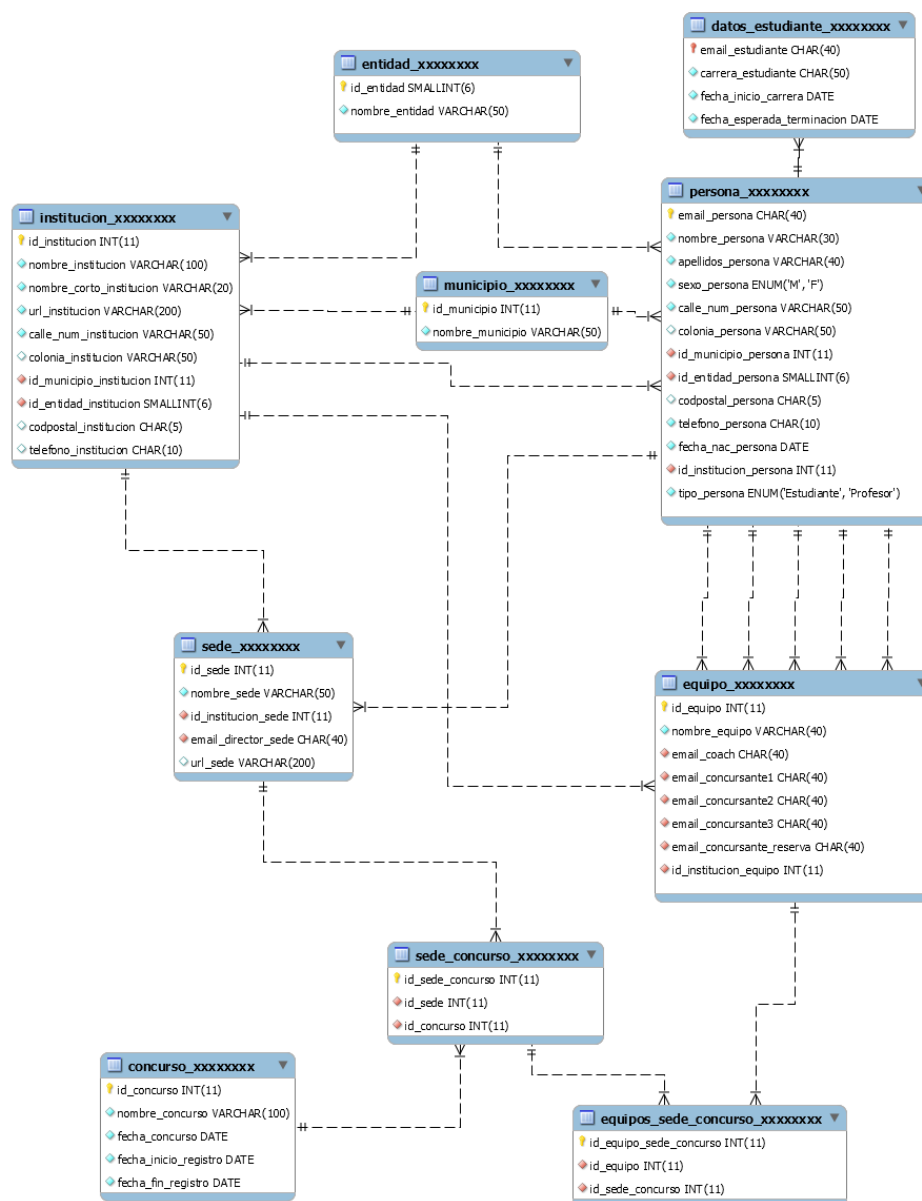 datos_estudiante_xxxxxxxx
email_estudiante CHAR(40)
carrera_estudiante CHAR(50)
fecha_inicio_carrera DATE
fecha_esperada_terminacion DATE
entidad_xxxxxxxx
id_entidad SMALLINT(6)
nombre_entidad VARCHAR(50)
persona_xxxxxxxx
email_persona CHAR(40)
nombre_persona VARCHAR(30)
apellidos_persona VARCHAR(40)
sexo_persona ENUM('M', 'F')
calle_num_persona VARCHAR(50)
colonia_persona VARCHAR(50)
id_municipio_persona INT(11)
id_entidad_persona SMALLINT(6)
codpostal_persona CHAR(5)
telefono_persona CHAR(10)
fecha_nac_persona DATE
id_institucion_persona INT(11)
tipo_persona ENUM('Estudiante', 'Profesor')
institucion_xxxxxxxx
id_institucion INT(11)
nombre_institucion VARCHAR(100)
nombre_corto_institucion VARCHAR(20)
url_institucion VARCHAR(200)
calle_num_institucion VARCHAR(50)
colonia_institucion VARCHAR(50)
id_municipio_institucion INT(11)
id_entidad_institucion SMALLINT(6)
codpostal_institucion CHAR(5)
telefono_institucion CHAR(10)
municipio_xxxxxxxx
id_municipio INT(11)
nombre_municipio VARCHAR(50)
sede_xxxxxxxx
id_sede INT(11)
nombre_sede VARCHAR(50)
id_institucion_sede INT(11)
email_director_sede CHAR(40)
url_sede VARCHAR(200)
equipo_xxxxxxxx
id_equipo INT(11)
nombre_equipo VARCHAR(40)
email_coach CHAR(40)
email_concursante1 CHAR(40)
email_concursante2 CHAR(40)
email_concursante3 CHAR(40)
email_concursante_reserva CHAR(40)
id_institucion_equipo INT(11)
sede_concurso_xxxxxxxx
id_sede_concurso INT(11)
id_sede INT(11)
id_concurso INT(11)
concurso_xxxxxxxx
id_concurso INT(11)
nombre_concurso VARCHAR(100)
fecha_concurso DATE
fecha_inicio_registro DATE
fecha_fin_registro DATE
equipos_sede_concurso_xxxxxxxx
id_equipo_sede_concurso INT(11)
id_equipo INT(11)
id_sede_concurso INT(11)